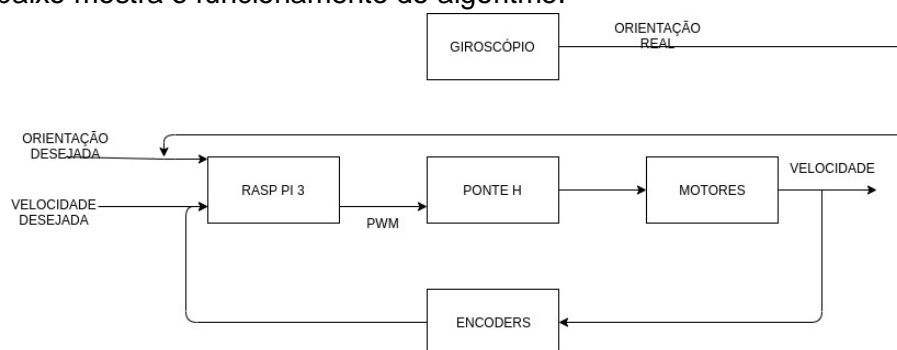 baixo mostra o funcionamento do algoritmo.
GIROSCÓPIO
ORIENTAÇÃO
REAL
ORIENTAÇÃO
DESEJADA
RASP PI 3
PONTE H
MOTORES
VELOCIDADE
VELOCIDADE
DESEJADA
PWM
ENCODERS